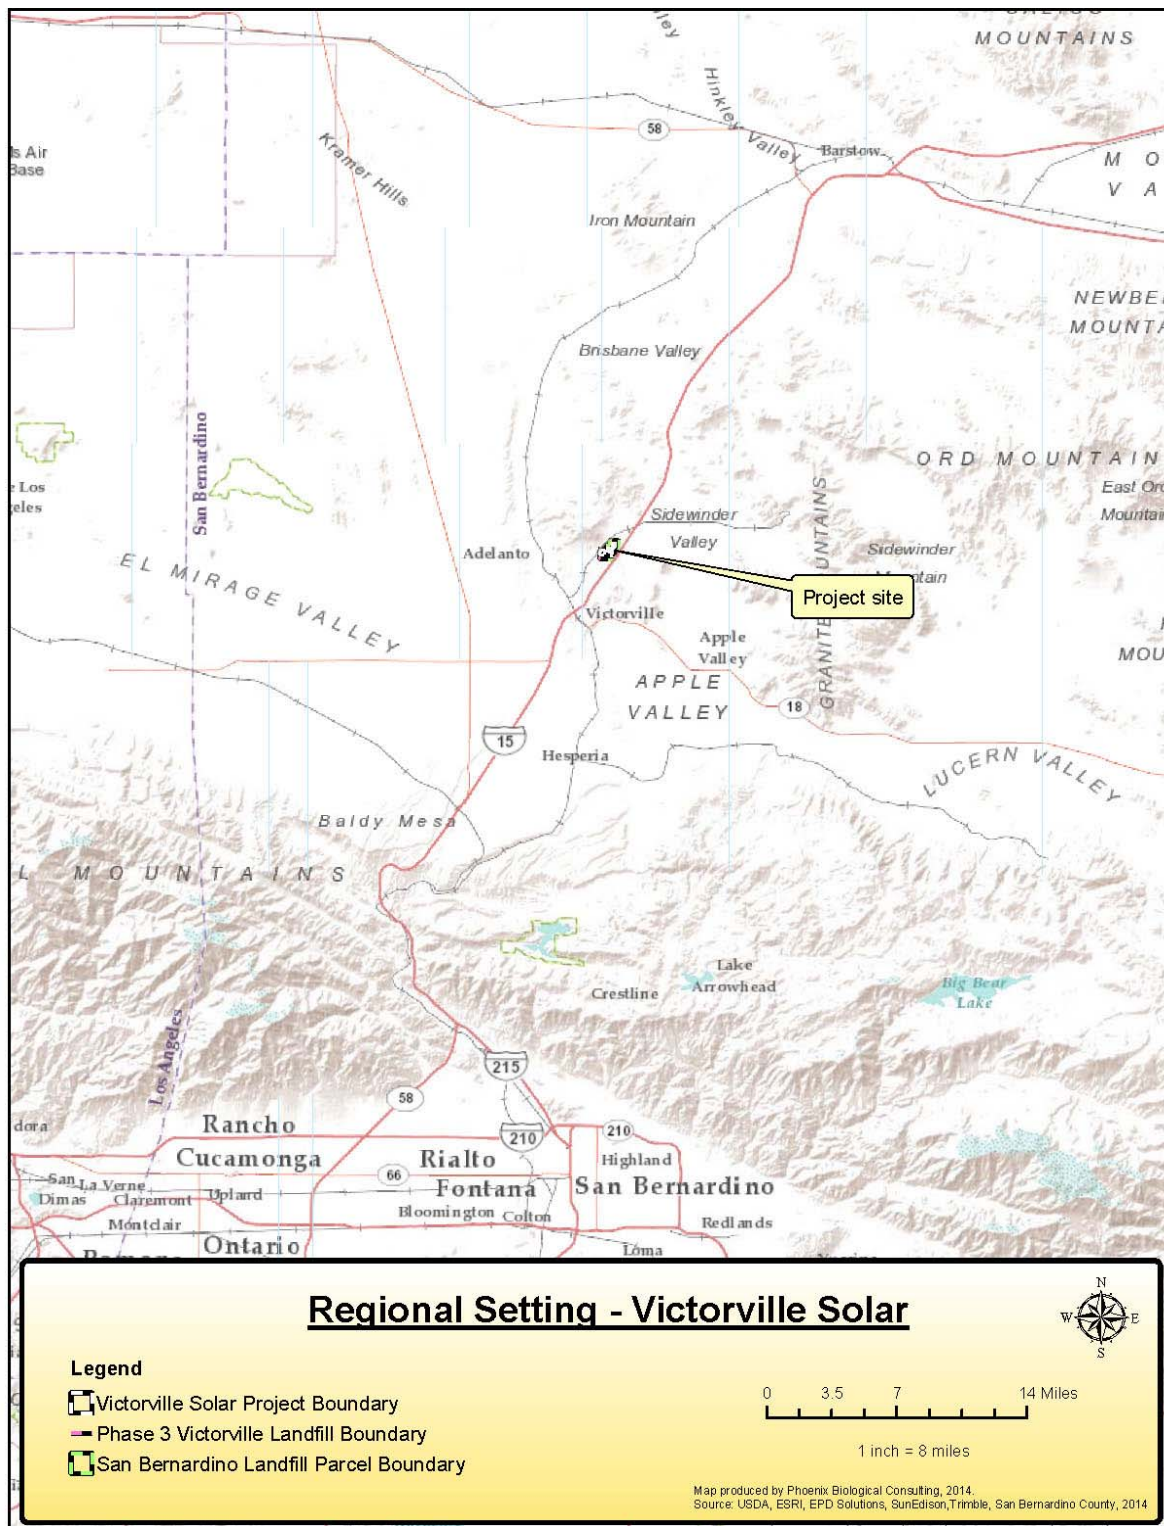 MOUNTAINS
Hinkley Valley
58
Barstow
ls Air
Base
Kramer Hills
Iron Mountain
NEWBE
MOUNTA
Brisbane Valley
San Bernardino
ORD MOUNTAIN
East Ord
Mountai
e Los
geles
Sidewinder
Valley
Adelanto
Sidewinder
EL MIRAGE VALLEY
Project site
Victorville
Apple
Valley
GRANITE
UNTAINS
MOU
APPLE
VALLEY
18
15
Hesperia
LUCERN VALLEY
Baldy Mesa
L MOUNTAINS
Lake
Arrowhead
Crestline
Big Bear
Lake
Los Angeles
215
58
dora
Rancho
Cucamonga
210
210
Rialto
Highland
66
San
Dimas
La Verne
Claremont
Upland
Fontana
San Bernardino
Bloomington
Colton
Montclair
Redlands
Ontario
Loma
Regional Setting - Victorville Solar
N
W
E
S
Legend
Victorville Solar Project Boundary
Phase 3 Victorville Landfill Boundary
San Bernardino Landfill Parcel Boundary
0 3.5 7 14 Miles
1 inch = 8 miles
Map produced by Phoenix Biological Consulting, 2014.
Source: USDA, ESRI, EPD Solutions, SunEdison,Trimble, San Bernardino County, 2014